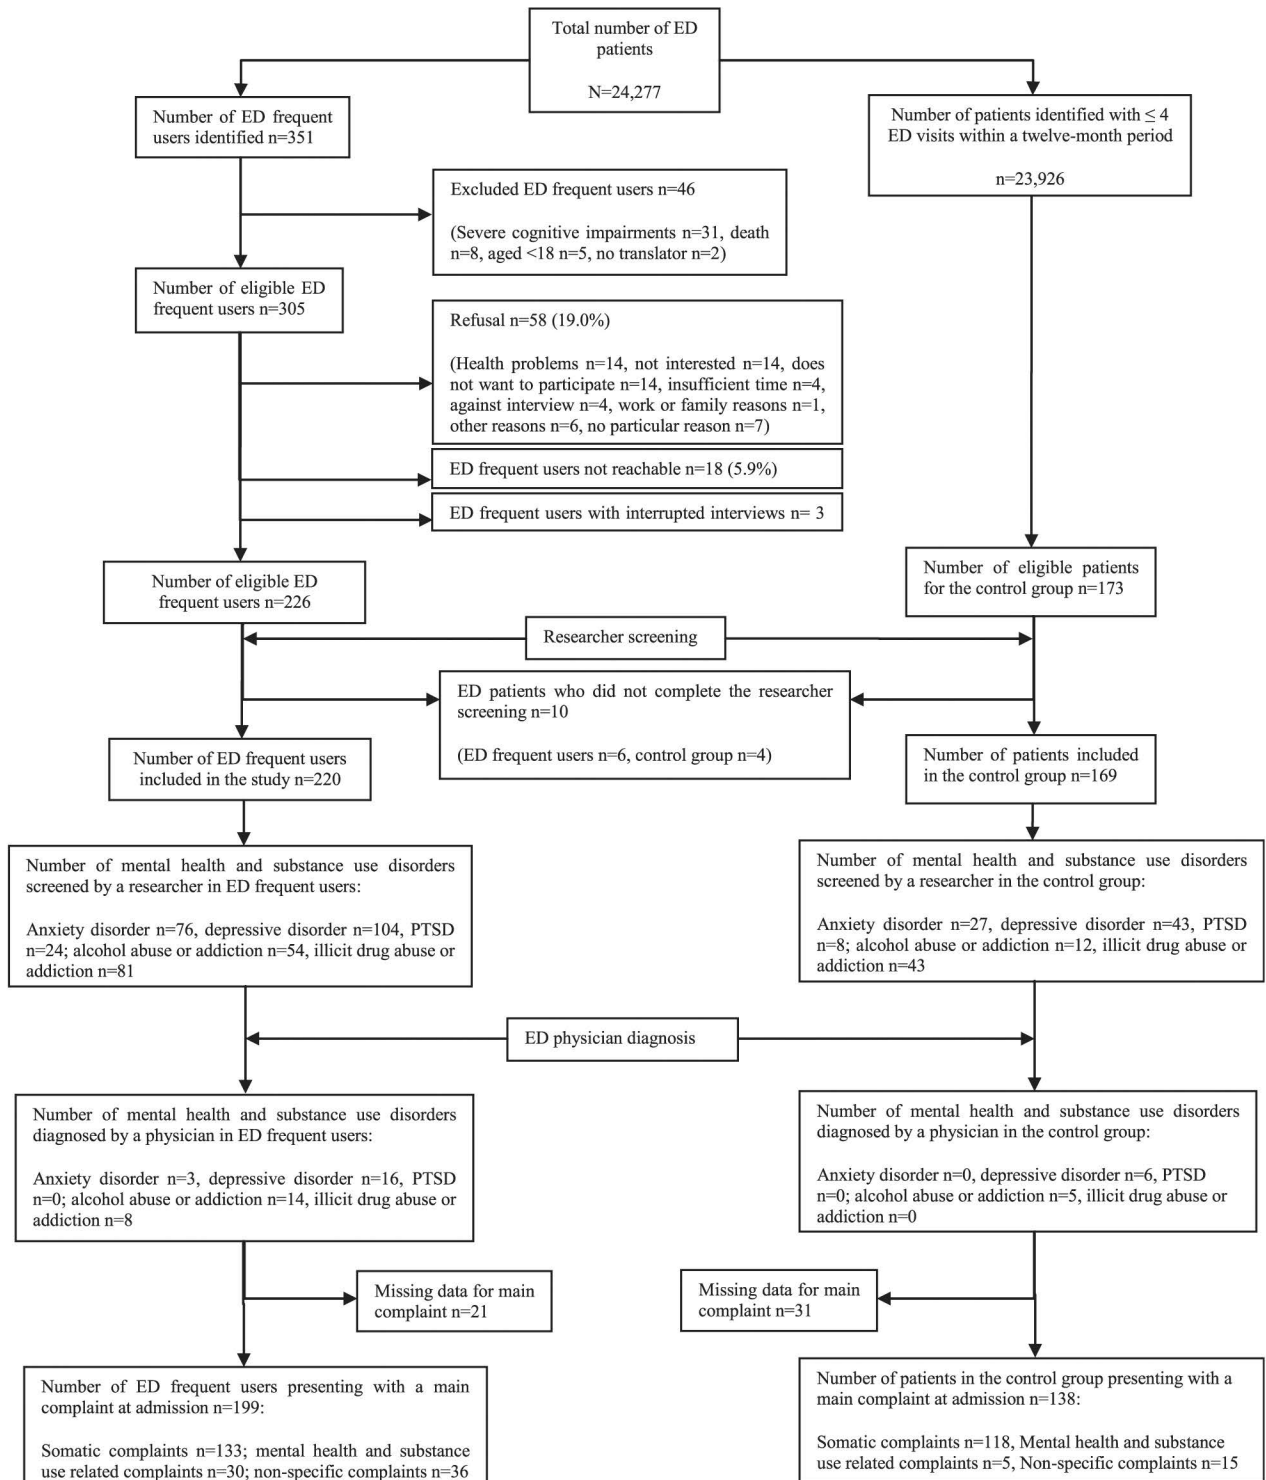 Total number of ED
patients
N=24,277
Number of ED frequent
users identified n=351
Number of patients identified with ≤ 4
ED visits within a twelve-month period
n=23,926
Excluded ED frequent users n=46
(Severe cognitive impairments n=31, death
n=8, aged <18 n=5, no translator n=2)
Number of eligible ED
frequent users n=305
Refusal n=58 (19.0%)
(Health problems n=14, not interested n=14, does
not want to participate n=14, insufficient time n=4,
against interview n=4, work or family reasons n=1,
other reasons n=6, no particular reason n=7)
ED frequent users not reachable n=18 (5.9%)
ED frequent users with interrupted interviews n= 3
Number of eligible ED
frequent users n=226
Number of eligible patients
for the control group n=173
Researcher screening
ED patients who did not complete the researcher
screening n=10
(ED frequent users n=6, control group n=4)
Number of ED frequent users
included in the study n=220
Number of patients included
in the control group n=169
Number of mental health and substance use disorders
screened by a researcher in ED frequent users:
Anxiety disorder n=76, depressive disorder n=104, PTSD
n=24; alcohol abuse or addiction n=54, illicit drug abuse or
addiction n=81
Number of mental health and substance use disorders
screened by a researcher in the control group:
Anxiety disorder n=27, depressive disorder n=43, PTSD
n=8; alcohol abuse or addiction n=12, illicit drug abuse or
addiction n=43
ED physician diagnosis
Number of mental health and substance use disorders
diagnosed by a physician in ED frequent users:
Anxiety disorder n=3, depressive disorder n=16, PTSD
n=0; alcohol abuse or addiction n=14, illicit drug abuse or
addiction n=8
Number of mental health and substance use disorders
diagnosed by a physician in the control group:
Anxiety disorder n=0, depressive disorder n=6, PTSD
n=0; alcohol abuse or addiction n=5, illicit drug abuse or
addiction n=0
Missing data for main
complaint n=21
Missing data for main
complaint n=31
Number of ED frequent users presenting with a main
complaint at admission n=199:
Somatic complaints n=133; mental health and substance
use related complaints n=30; non-specific complaints n=36
Number of patients in the control group presenting with a
main complaint at admission n=138:
Somatic complaints n=118, Mental health and substance
use related complaints n=5, Non-specific complaints n=15